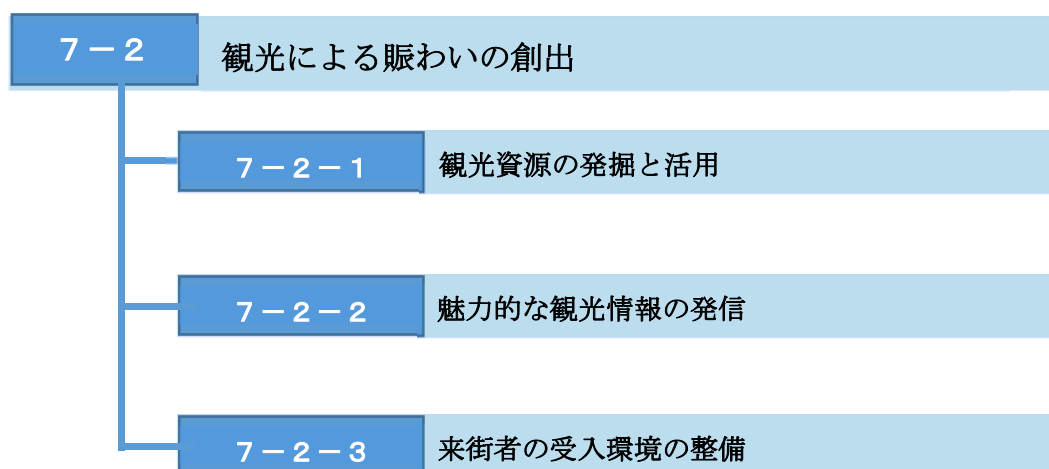 7－2 観光による賑わいの創出
7－2－1 観光資源の発掘と活用
7－2－2 魅力的な観光情報の発信
7－2－3 来街者の受入環境の整備